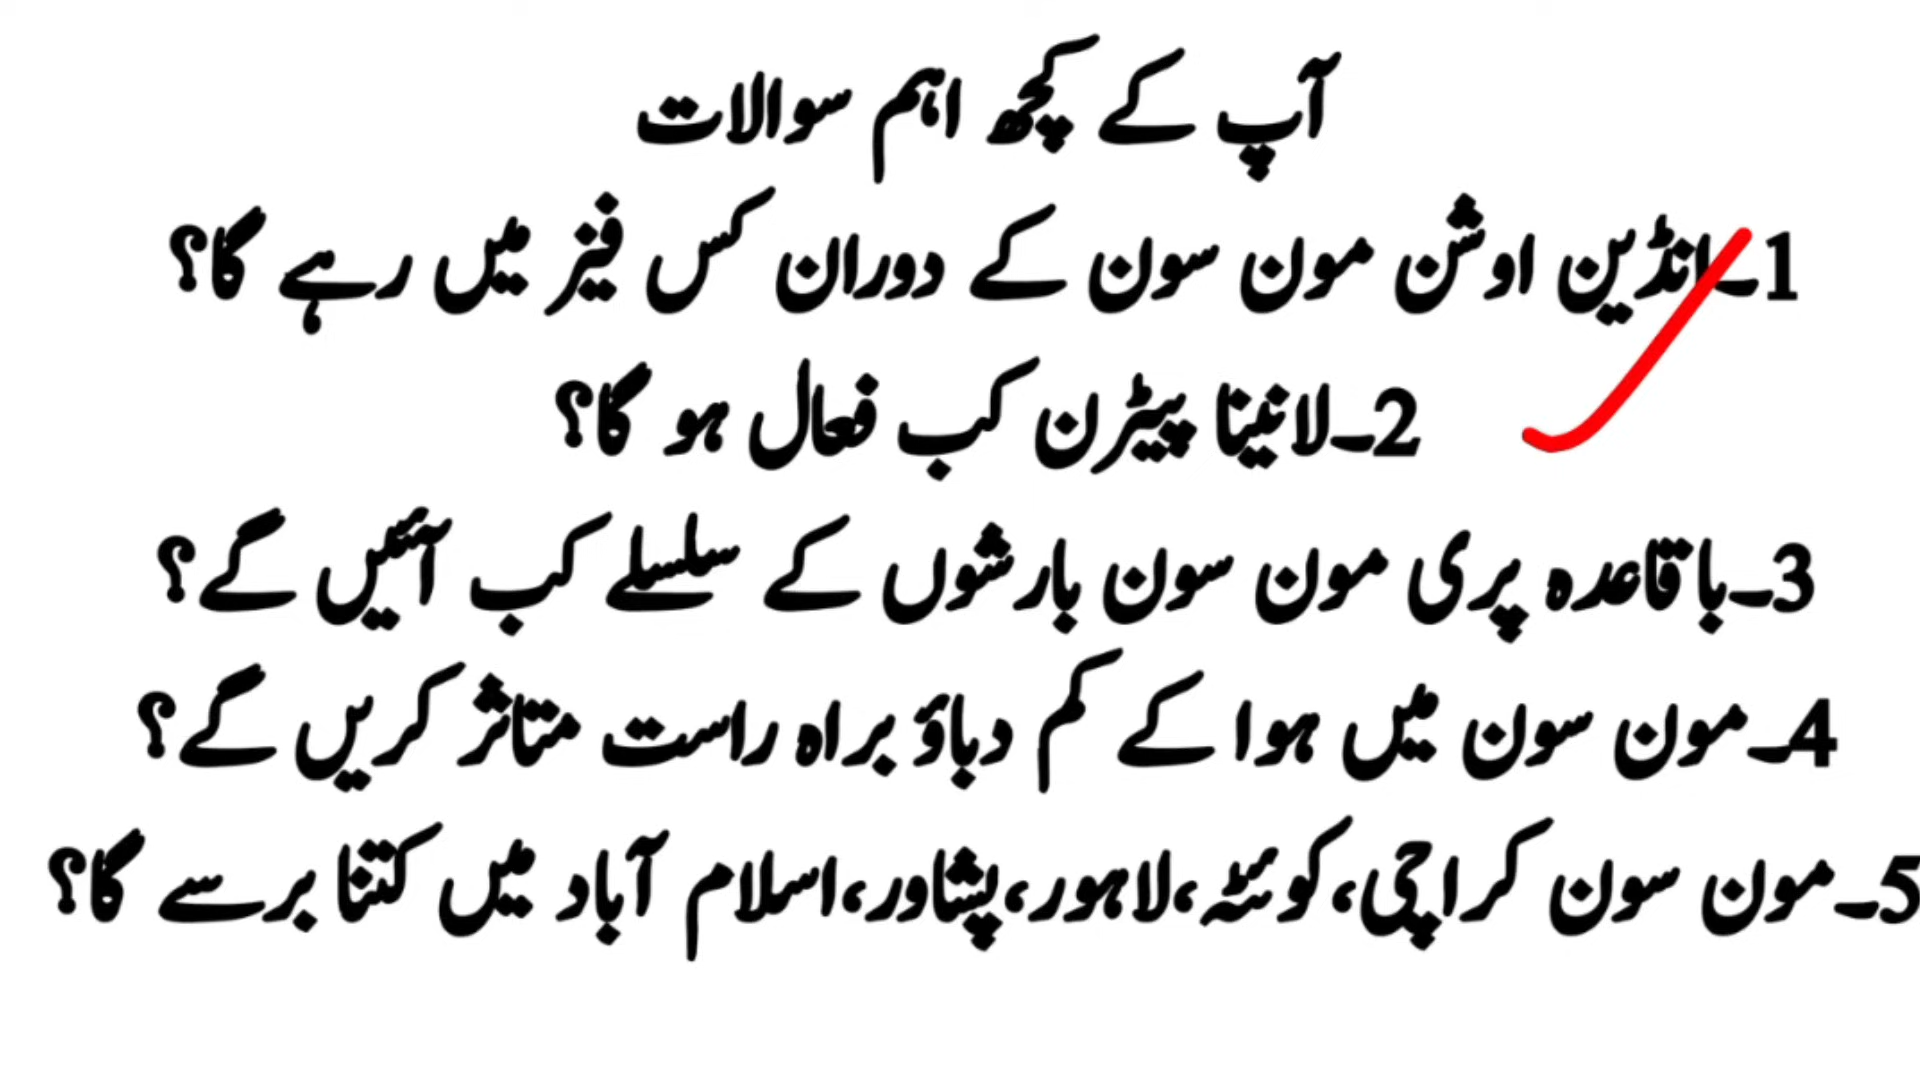 آپ کے کچھ اہم سوالات
1۔انڈین اوشن مون سون کے دوران کس فیز میں رہے گا؟
2۔لانینا پیٹرن کب فعال ہو گا؟
3۔باقاعدہ پری مون سون بارشوں کے سلسلے کب آئیں گے؟
4۔مون سون میں ہوا کے کم دباؤ براہ راست متاثر کریں گے؟
5۔مون سون کراچی،کوئٹہ،لاہور،پشاور،اسلام آباد میں کتنا برسے گا؟